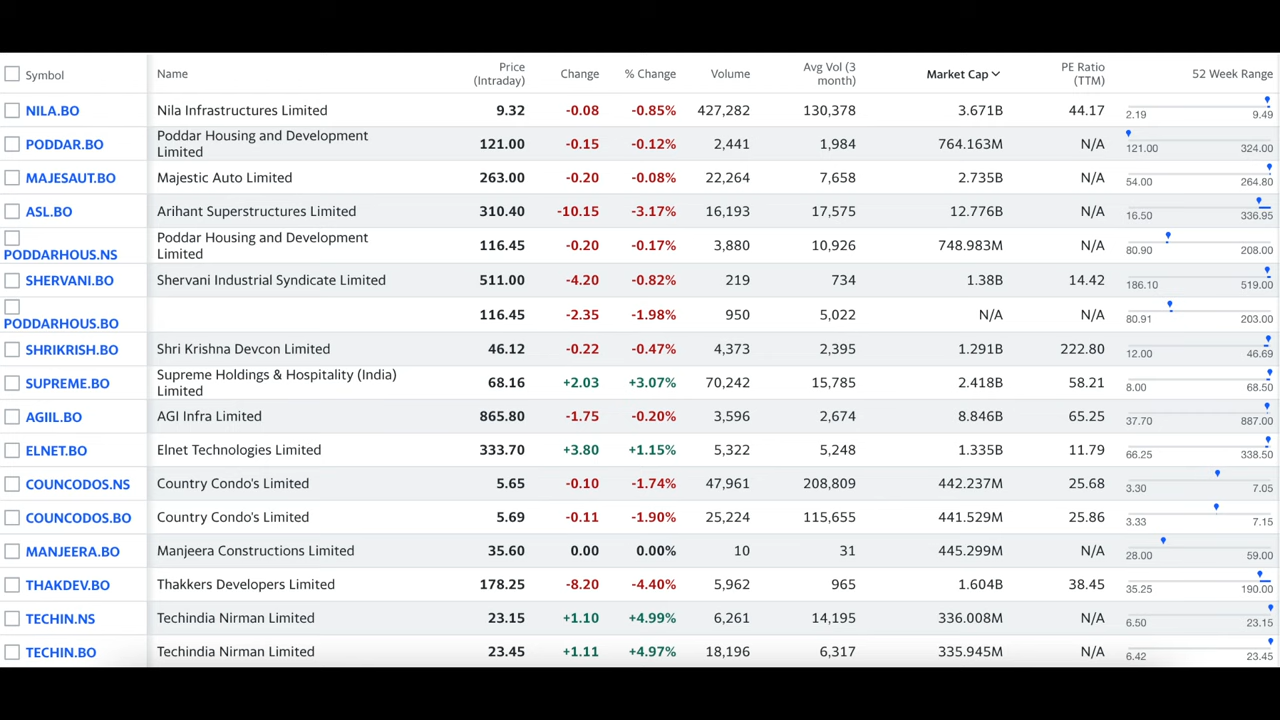 Symbol Name Price (Intraday) Change % Change Volume Avg Vol (3 month) Market Cap PE Ratio (TTM) 52 Week Range
NILA.BO Nila Infrastructures Limited 9.32 -0.08 -0.85% 427,282 130,378 3.671B 44.17 2.19 9.49
PODDAR.BO Poddar Housing and Development Limited 121.00 -0.15 -0.12% 2,441 1,984 764.163M N/A 121.00 324.00
MAJESAUT.BO Majestic Auto Limited 263.00 -0.20 -0.08% 22,264 7,658 2.735B N/A 54.00 264.80
ASL.BO Arihant Superstructures Limited 310.40 -10.15 -3.17% 16,193 17,575 12.776B N/A 16.50 336.95
PODDARHOUS.NS Poddar Housing and Development Limited 116.45 -0.20 -0.17% 3,880 10,926 748.983M N/A 80.90 208.00
SHERVANI.BO Shervani Industrial Syndicate Limited 511.00 -4.20 -0.82% 219 734 1.38B 14.42 186.10 519.00
PODDARHOUS.BO 116.45 -2.35 -1.98% 950 5,022 N/A N/A 80.91 203.00
SHRIKRISH.BO Shri Krishna Devcon Limited 46.12 -0.22 -0.47% 4,373 2,395 1.291B 222.80 12.00 46.69
SUPREME.BO Supreme Holdings & Hospitality (India) Limited 68.16 +2.03 +3.07% 70,242 15,785 2.418B 58.21 8.00 68.50
AGIIL.BO AGI Infra Limited 865.80 -1.75 -0.20% 3,596 2,674 8.846B 65.25 37.70 887.00
ELNET.BO Elnet Technologies Limited 333.70 +3.80 +1.15% 5,322 5,248 1.335B 11.79 66.25 338.50
COUNCODOS.NS Country Condo's Limited 5.65 -0.10 -1.74% 47,961 208,809 442.237M 25.68 3.30 7.05
COUNCODOS.BO Country Condo's Limited 5.69 -0.11 -1.90% 25,224 115,655 441.529M 25.86 3.33 7.15
MANJEERA.BO Manjeera Constructions Limited 35.60 0.00 0.00% 10 31 445.299M N/A 28.00 59.00
THAKDEV.BO Thakkers Developers Limited 178.25 -8.20 -4.40% 5,962 965 1.604B 38.45 35.25 190.00
TECHIN.NS Techindia Nirman Limited 23.15 +1.10 +4.99% 6,261 14,195 336.008M N/A 6.50 23.15
TECHIN.BO Techindia Nirman Limited 23.45 +1.11 +4.97% 18,196 6,317 335.945M N/A 6.42 23.45